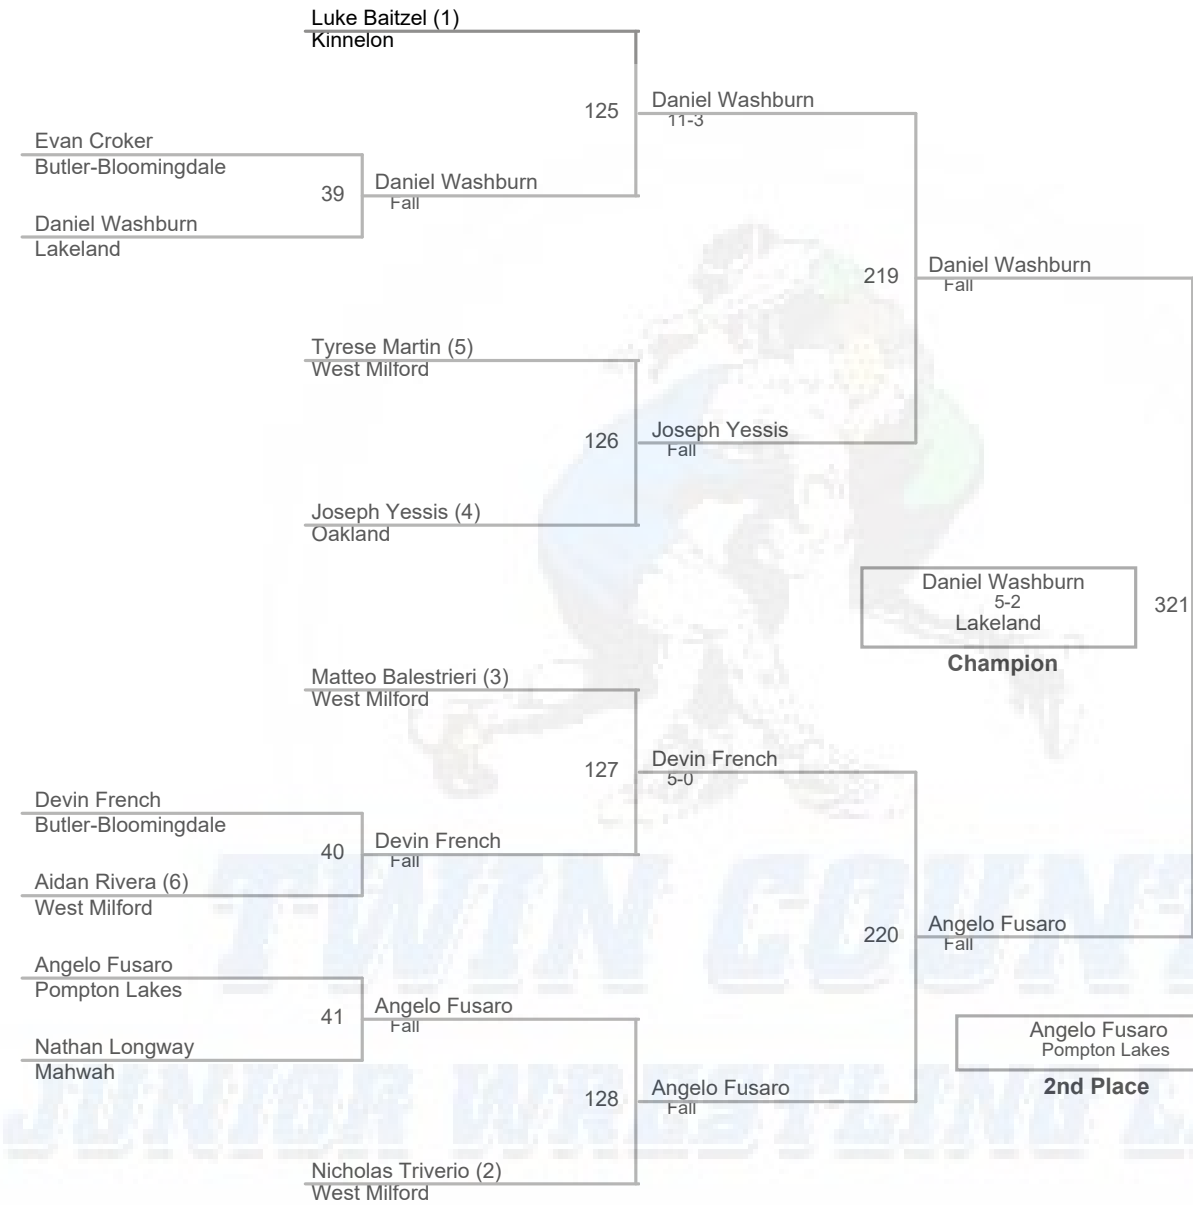 Luke Baitzel (1)
Kinnelon
125
Daniel Washburn
11-3
Evan Croker
Butler-Bloomingdale
39
Daniel Washburn
Fall
Daniel Washburn
Lakeland
219
Daniel Washburn
Fall
Tyrese Martin (5)
West Milford
126
Joseph Yessis
Fall
Joseph Yessis (4)
Oakland
Daniel Washburn
5-2
Lakeland
321
Champion
Matteo Balestrieri (3)
West Milford
127
Devin French
5-0
Devin French
Butler-Bloomingdale
40
Devin French
Fall
Aidan Rivera (6)
West Milford
TWIN COUNT
220
Angelo Fusaro
Fall
Angelo Fusaro
Pompton Lakes
41
Angelo Fusaro
Fall
Nathan Longway
Mahwah
Angelo Fusaro
Pompton Lakes
2nd Place
JUNIOR WRESTLING
128
Angelo Fusaro
Fall
Nicholas Triverio (2)
West Milford